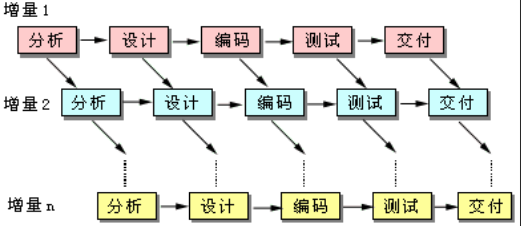 增量1
分析 设计 编码 测试 交付
增量2 分析 设计 编码 测试 交付
增量n 分析 设计 编码 测试 交付